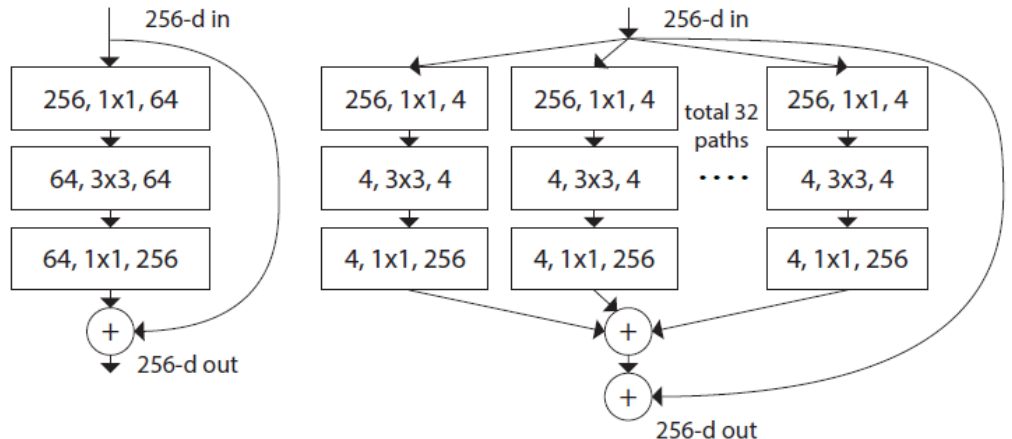 256-d in
256, 1x1, 64
64, 3x3, 64
64, 1x1, 256
+
256-d out
256-d in
256, 1x1, 4
256, 1x1, 4
total 32
paths
256, 1x1, 4
4, 3x3, 4
4, 3x3, 4
....
4, 3x3, 4
4, 1x1, 256
4, 1x1, 256
4, 1x1, 256
+
+
256-d out